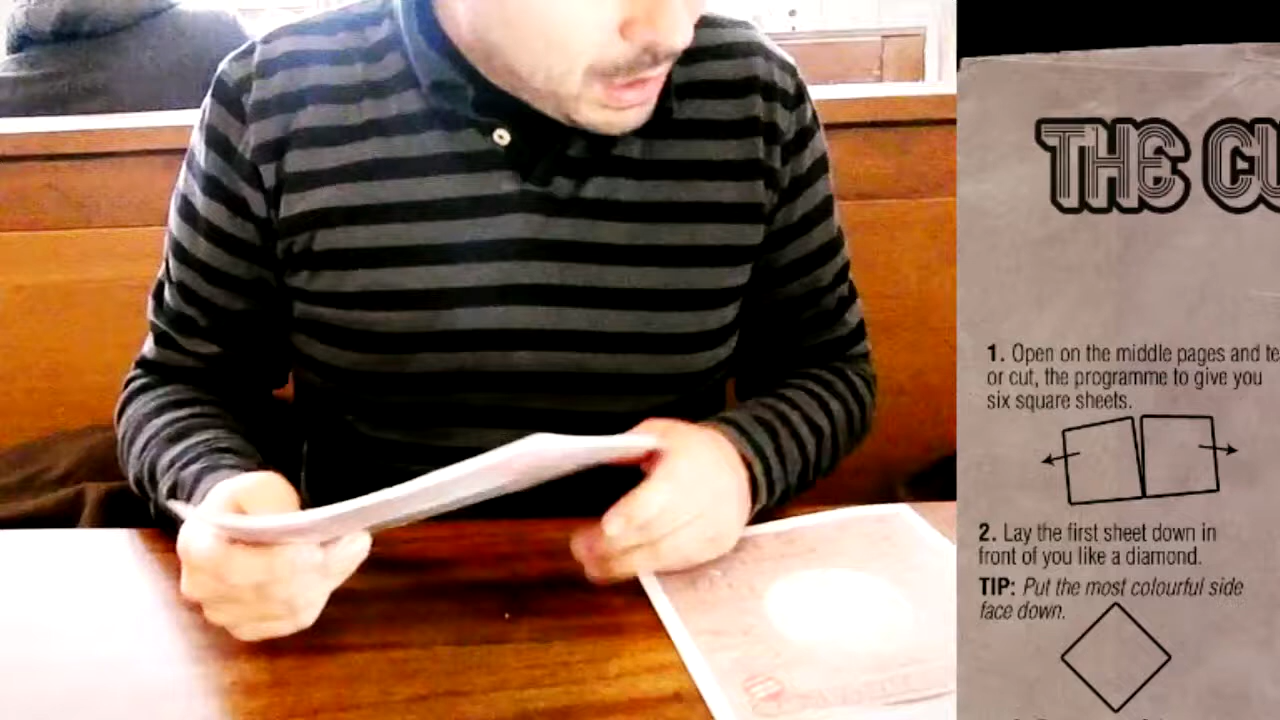 THE CU
1. Open on the middle pages and te
or cut, the programme to give you
six square sheets.
2. Lay the first sheet down in
front of you like a diamond.
TIP: Put the most colourful side
face down.